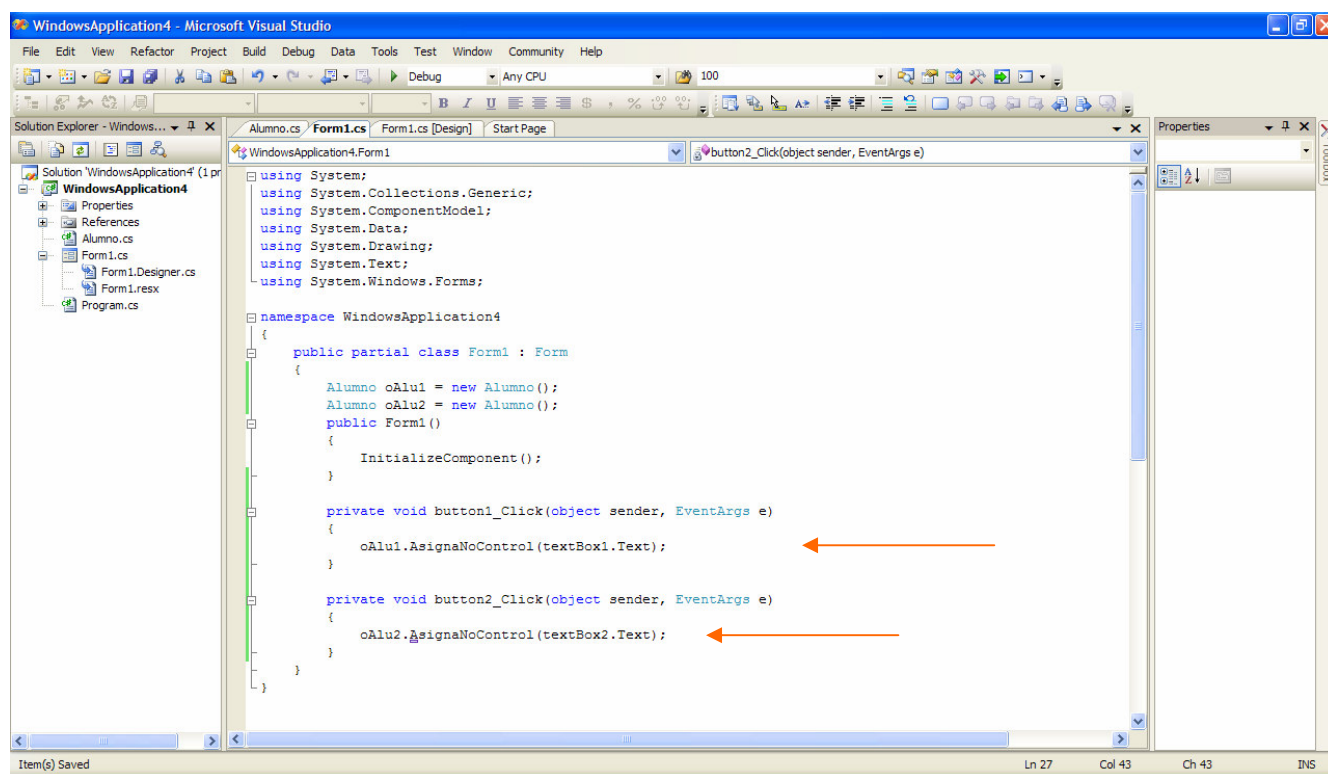 WindowsApplication4 - Microsoft Visual Studio
File Edit View Refactor Project Build Debug Data Tools Test Window Community Help
Debug Any CPU 100
B I U
Solution Explorer - Windows...
Alumno.cs Form1.cs Form1.cs [Design] Start Page
Properties
Toolbox
WindowsApplication4.Form1
button2_Click(object sender, EventArgs e)
Solution 'WindowsApplication4' (1 pr
WindowsApplication4
Properties
References
Alumno.cs
Form1.cs
Form1.Designer.cs
Form1.resx
Program.cs
using System;
using System.Collections.Generic;
using System.ComponentModel;
using System.Data;
using System.Drawing;
using System.Text;
using System.Windows.Forms;
namespace WindowsApplication4
{
public partial class Form1 : Form
{
Alumno oAlu1 = new Alumno();
Alumno oAlu2 = new Alumno();
public Form1()
{
InitializeComponent();
}
private void button1_Click(object sender, EventArgs e)
{
oAlu1.AsignaNoControl(textBox1.Text);
}
private void button2_Click(object sender, EventArgs e)
{
oAlu2.AsignaNoControl(textBox2.Text);
}
}
}
Item(s) Saved Ln 27 Col 43 Ch 43 INS